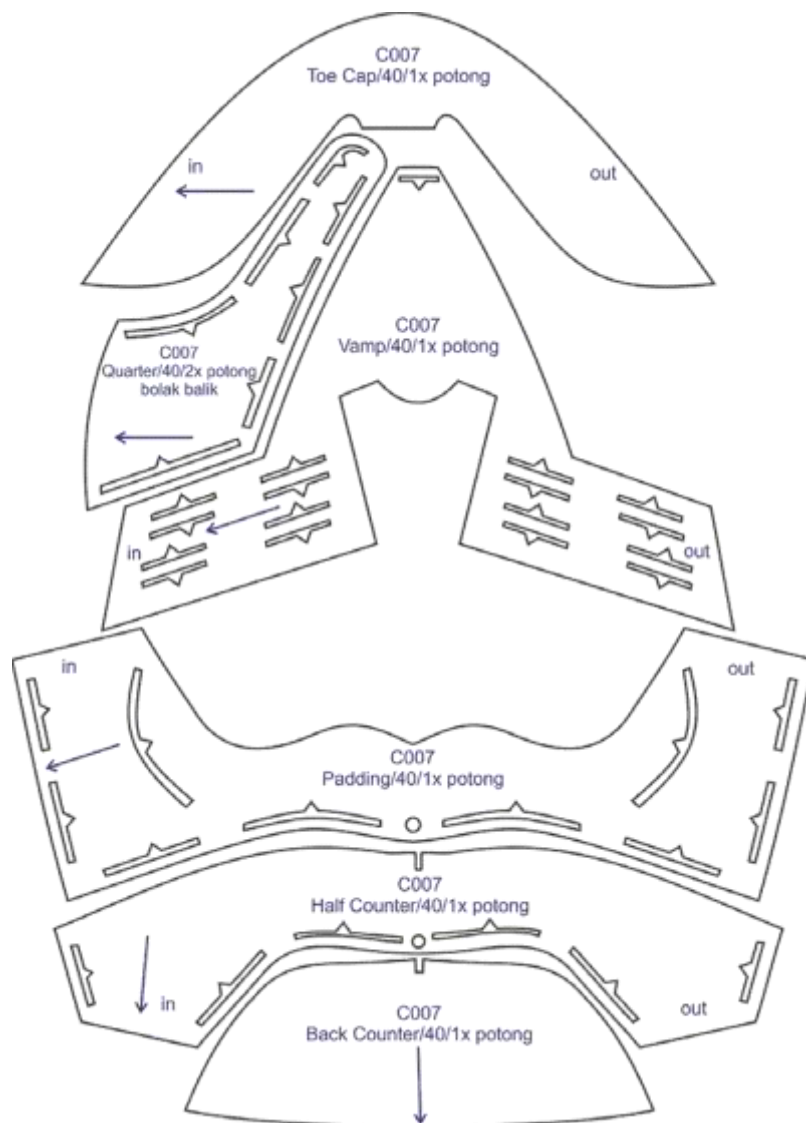 C007
Toe Cap/40/1x potong
in
out
C007
Vamp/40/1x potong
C007
Quarter/40/2x potong
bolak balik
in
out
in
out
C007
Padding/40/1x potong
C007
Half Counter/40/1x potong
in
out
C007
Back Counter/40/1x potong